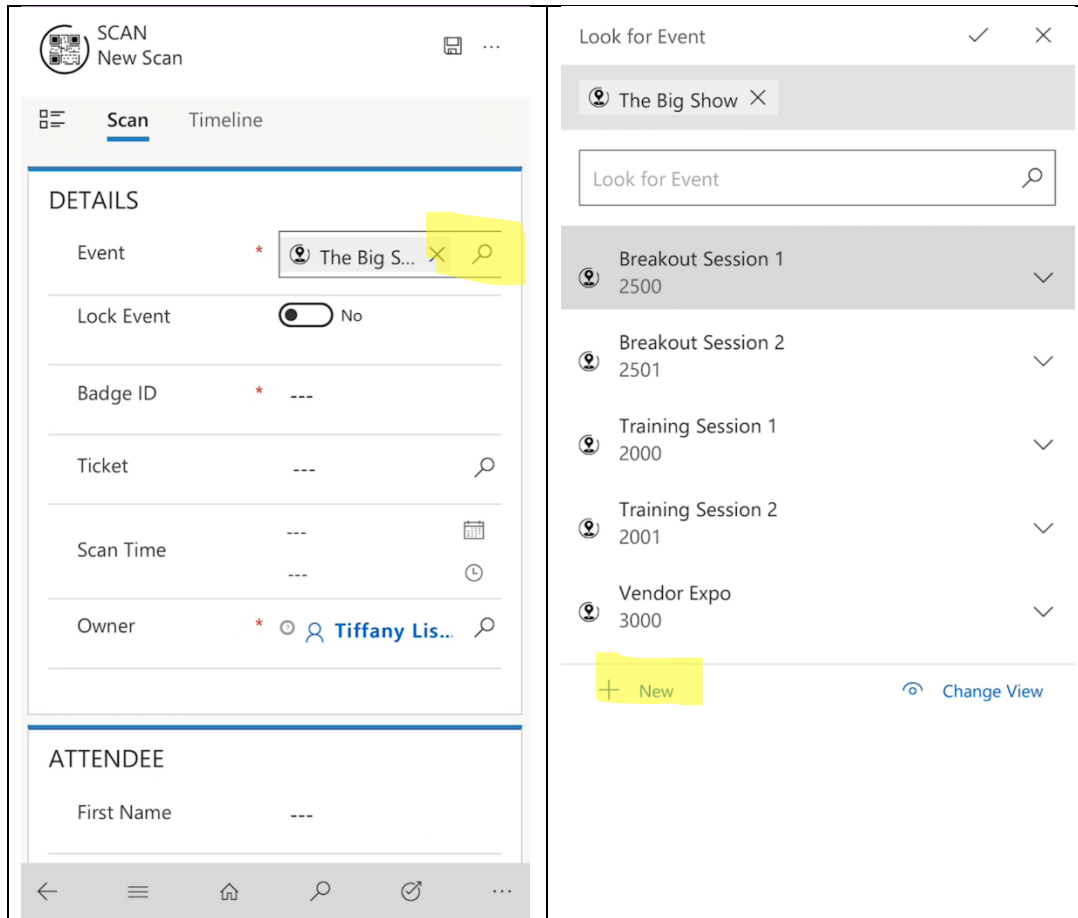 SCAN
New Scan
...
Scan Timeline
DETAILS
Event * The Big S...
Lock Event No
Badge ID * ---
Ticket ---
Scan Time ---
---
Owner * Tiffany Lis...
ATTENDEE
First Name ---
...
Look for Event
The Big Show
Look for Event
Breakout Session 1
2500
Breakout Session 2
2501
Training Session 1
2000
Training Session 2
2001
Vendor Expo
3000
+ New Change View